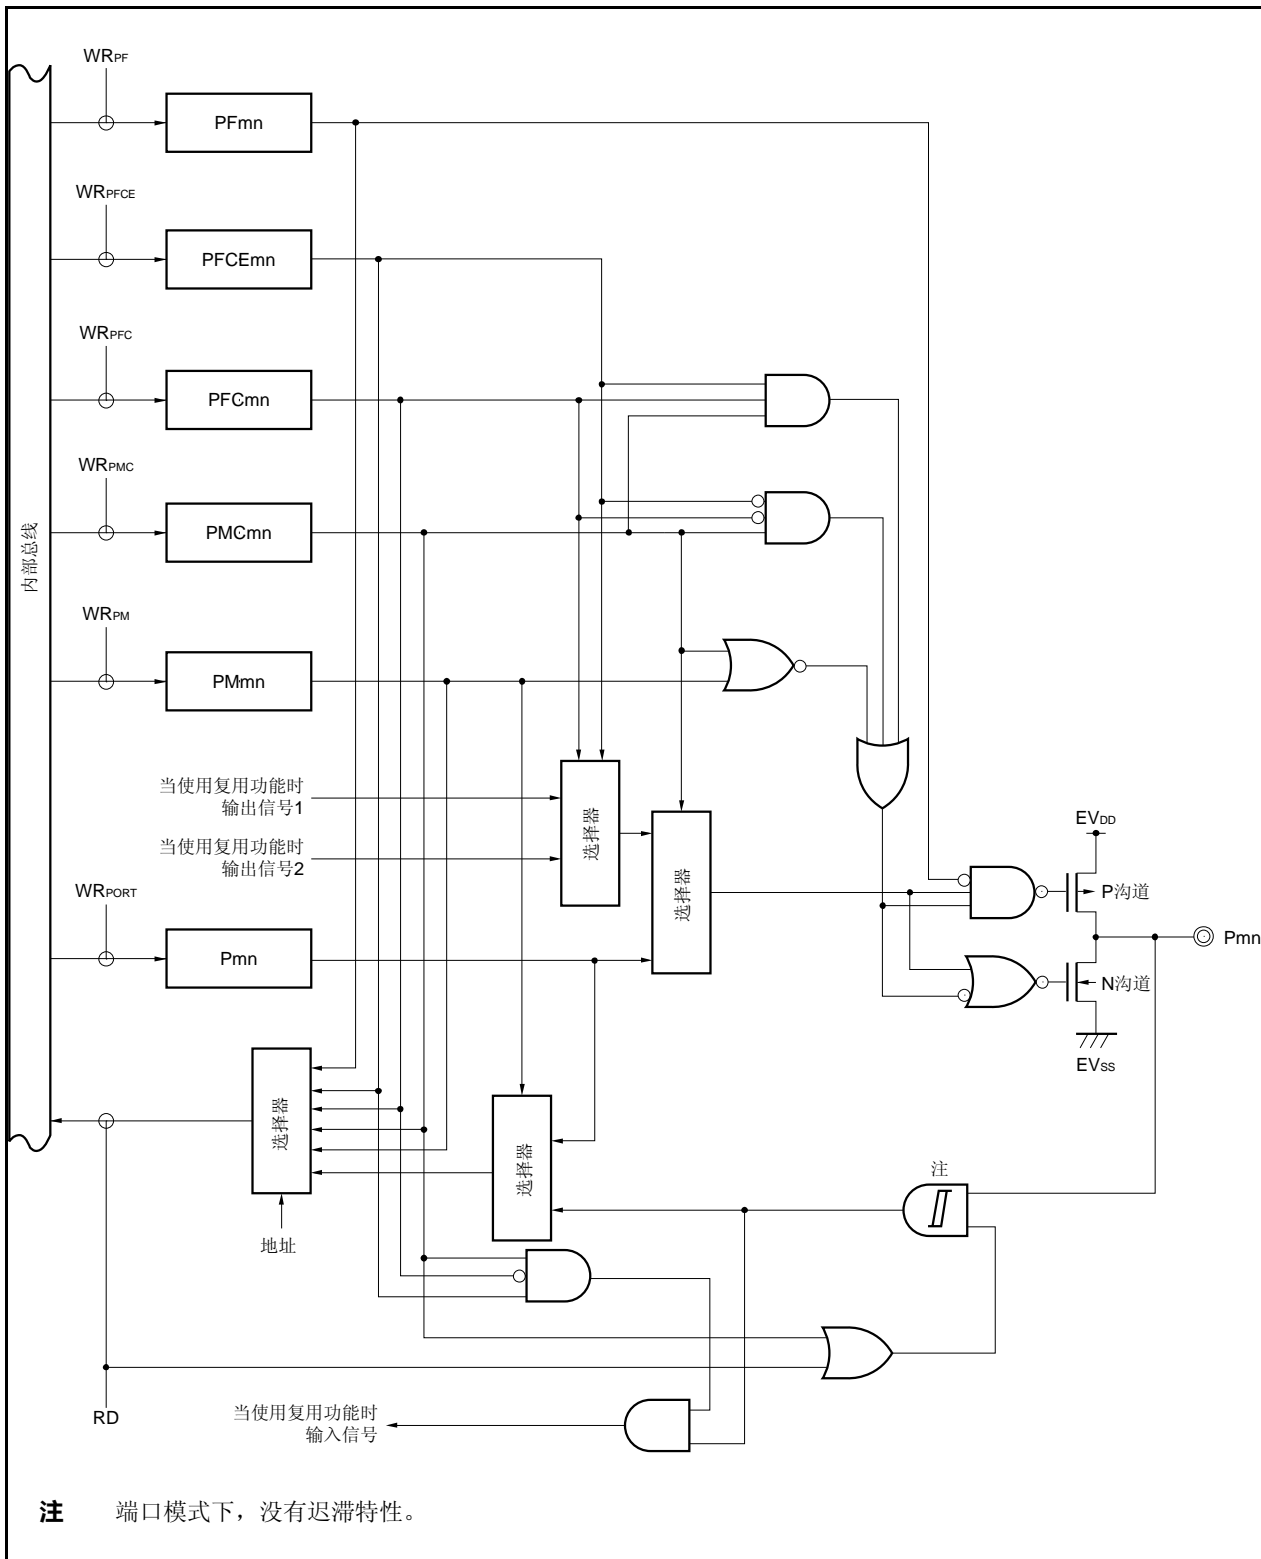 WRPF
PFmn
WRPFCE
PFCEmn
WRPFC
PFCmn
WRPMC
PMCmn
内部总线
WRPM
PMmn
当使用复用功能时
输出信号1
当使用复用功能时
输出信号2
选择器
选择器
EVDD
P沟道
WRPORT
Pmn
Pmn
N沟道
EVSS
选择器
选择器
注
地址
RD
当使用复用功能时
输入信号
注 端口模式下，没有迟滞特性。